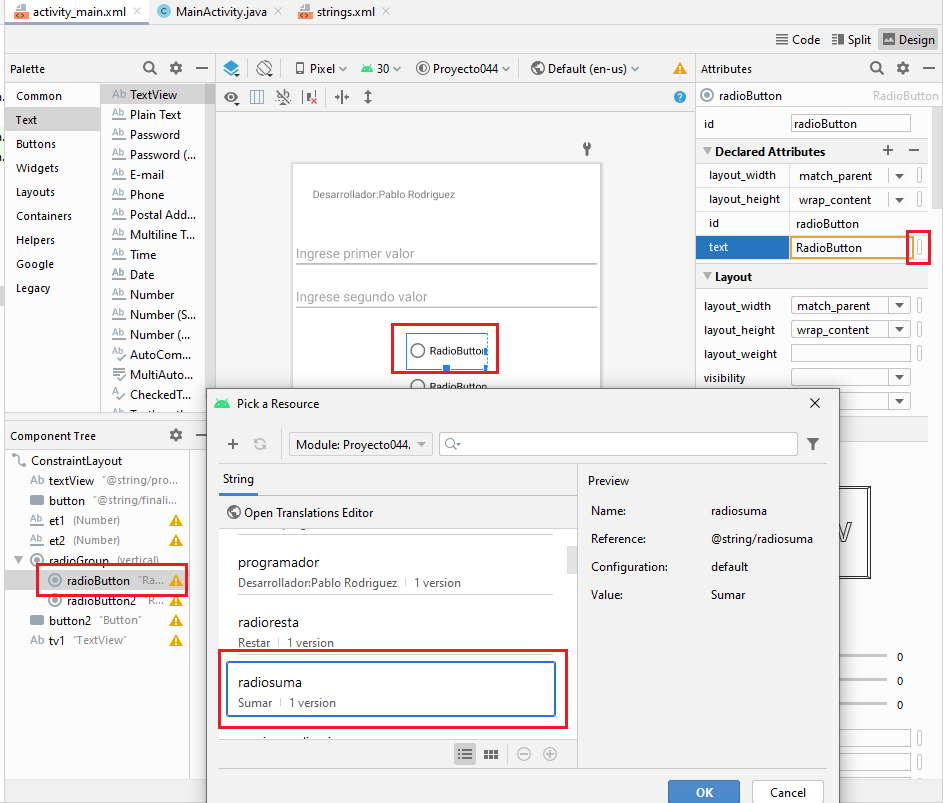 activity_main.xml
MainActivity.java
strings.xml
Code
Split
Design
Palette
Pixel
30
Proyecto044
Default (en-us)
Attributes
Common
Text
Buttons
Widgets
Layouts
Containers
Helpers
Google
Legacy
Ab TextView
Ab Plain Text
Ab Password
Ab Password (...
Ab E-mail
Ab Phone
Ab Postal Add...
Ab Multiline T...
Ab Time
Ab Date
Ab Number
Ab Number (S...
Ab Number (...
AutoCom...
MultiAuto...
CheckedT...
Desarrollador:Pablo Rodriguez
Ingrese primer valor
Ingrese segundo valor
RadioButton
RadioButton
radioButton
RadioButton
id
radioButton
Declared Attributes
layout_width
match_parent
layout_height
wrap_content
id
radioButton
text
RadioButton
Layout
layout_width
match_parent
layout_height
wrap_content
layout_weight
visibility
Component Tree
ConstraintLayout
Ab textView "@string/pro...
button "@string/finali...
Ab et1 (Number)
Ab et2 (Number)
radioGroup (vertical)
radioButton "Ra...
radioButton2 "R...
button2 "Button"
Ab tv1 "TextView"
Pick a Resource
Module: Proyecto044.
String
Open Translations Editor
programador
Desarrollador:Pablo Rodriguez | 1 version
radioresta
Restar | 1 version
radiosuma
Sumar | 1 version
Preview
Name:
radiosuma
Reference:
@string/radiosuma
Configuration:
default
Value:
Sumar
OK
Cancel
0
0
0